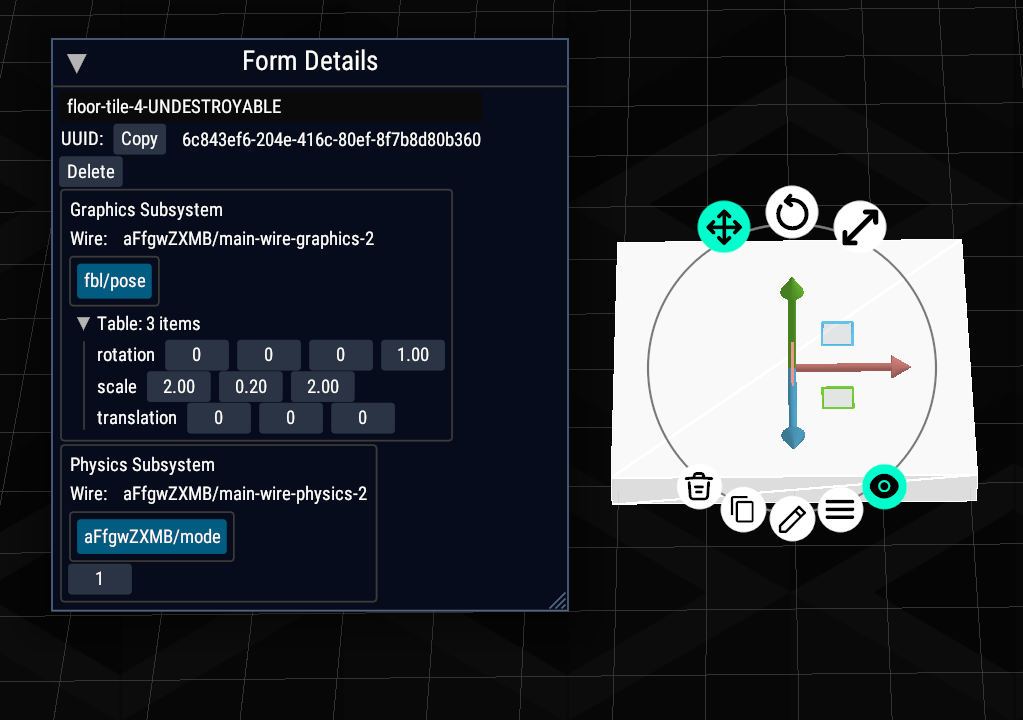 Form Details
floor-tile-4-UNDESTROYABLE
UUID: Copy 6c843ef6-204e-416c-80ef-8f7b8d80b360
Delete
Graphics Subsystem
Wire: aFfgwZXMB/main-wire-graphics-2
fbl/pose
Table: 3 items
rotation 0 0 0 1.00
scale 2.00 0.20 2.00
translation 0 0 0
Physics Subsystem
Wire: aFfgwZXMB/main-wire-physics-2
aFfgwZXMB/mode
1